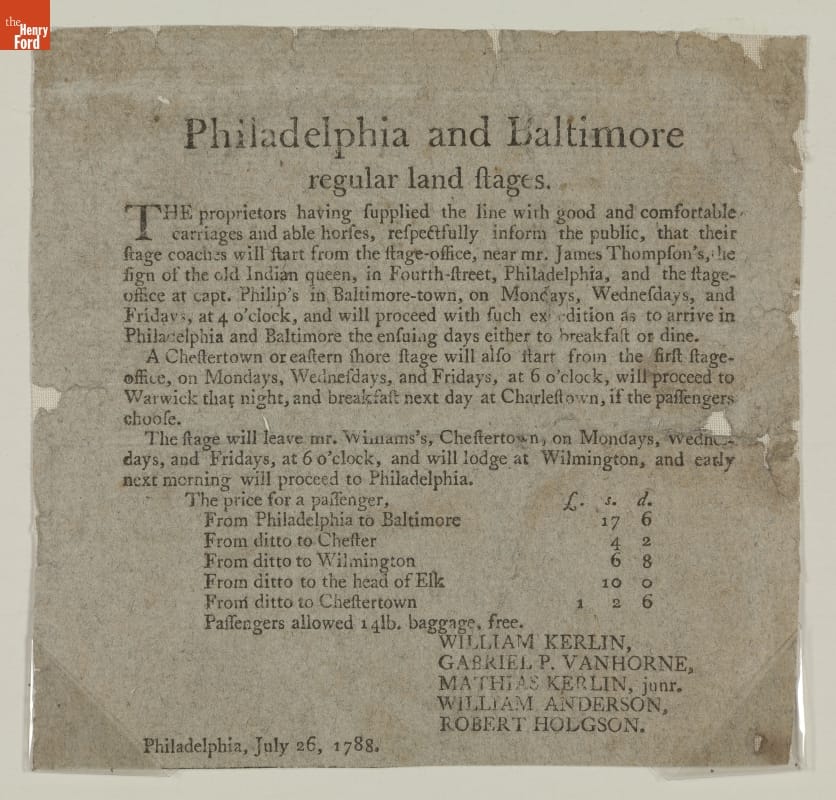 the
Henry
Ford
Philadelphia and Baltimore
regular land ſtages.
THE proprietors having ſupplied the line with good and comfortable
carriages and able horſes, reſpectfully inform the public, that their
ſtage coaches will ſtart from the ſtage-office, near mr. James Thompſon's, the
ſign of the old Indian queen, in Fourth-ſtreet, Philadelphia, and the ſtage-
office at capt. Philip's in Baltimore-town, on Mondays, Wedneſdays, and
Fridays, at 4 o'clock, and will proceed with ſuch expedition as to arrive in
Philadelphia and Baltimore the enſuing days either to breakfaſt or dine.
A Cheſtertown or eaſtern ſhore ſtage will alſo ſtart from the firſt ſtage-
office, on Mondays, Wedneſdays, and Fridays, at 6 o'clock, will proceed to
Warwick that night, and breakfaſt next day at Charleſtown, if the paſſengers
chooſe.
The ſtage will leave mr. Williams's, Cheſtertown, on Mondays, Wedneſ-
days, and Fridays, at 6 o'clock, and will lodge at Wilmington, and early
next morning will proceed to Philadelphia.
The price for a paſſenger, £. s. d.
From Philadelphia to Baltimore 17 6
From ditto to Cheſter 4 2
From ditto to Wilmington 6 8
From ditto to the head of Elk 10 0
From ditto to Cheſtertown 1 2 6
Paſſengers allowed 14lb. baggage, free.
WILLIAM KERLIN,
GABRIEL P. VANHORNE,
MATHIAS KERLIN, junr.
WILLIAM ANDERSON,
ROBERT HOLGSON.
Philadelphia, July 26, 1788.